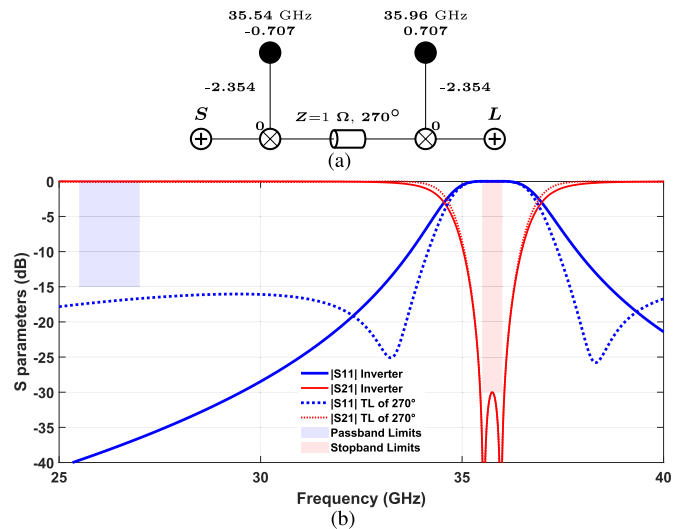 35.54 GHz 35.96 GHz
-0.707 0.707
-2.354 -2.354
S Z=1 Ω, 270° L
0 0
(a)
0
-5
-10
-15
-20
-25
-30
-35
-40
S parameters (dB)
|S11| Inverter
|S21| Inverter
|S11| TL of 270°
|S21| TL of 270°
Passband Limits
Stopband Limits
25 30 35 40
Frequency (GHz)
(b)